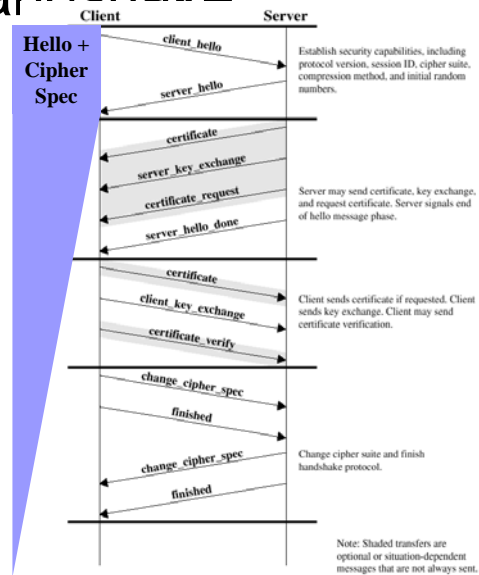 Client
Server
Hello +
Cipher
Spec
client_hello
server_hello
Establish security capabilities, including
protocol version, session ID, cipher suite,
compression method, and initial random
numbers.
certificate
server_key_exchange
certificate_request
server_hello_done
Server may send certificate, key exchange,
and request certificate. Server signals end
of hello message phase.
certificate
client_key_exchange
certificate_verify
Client sends certificate if requested. Client
sends key exchange. Client may send
certificate verification.
change_cipher_spec
finished
change_cipher_spec
finished
Change cipher suite and finish
handshake protocol.
Note: Shaded transfers are
optional or situation-dependent
messages that are not always sent.